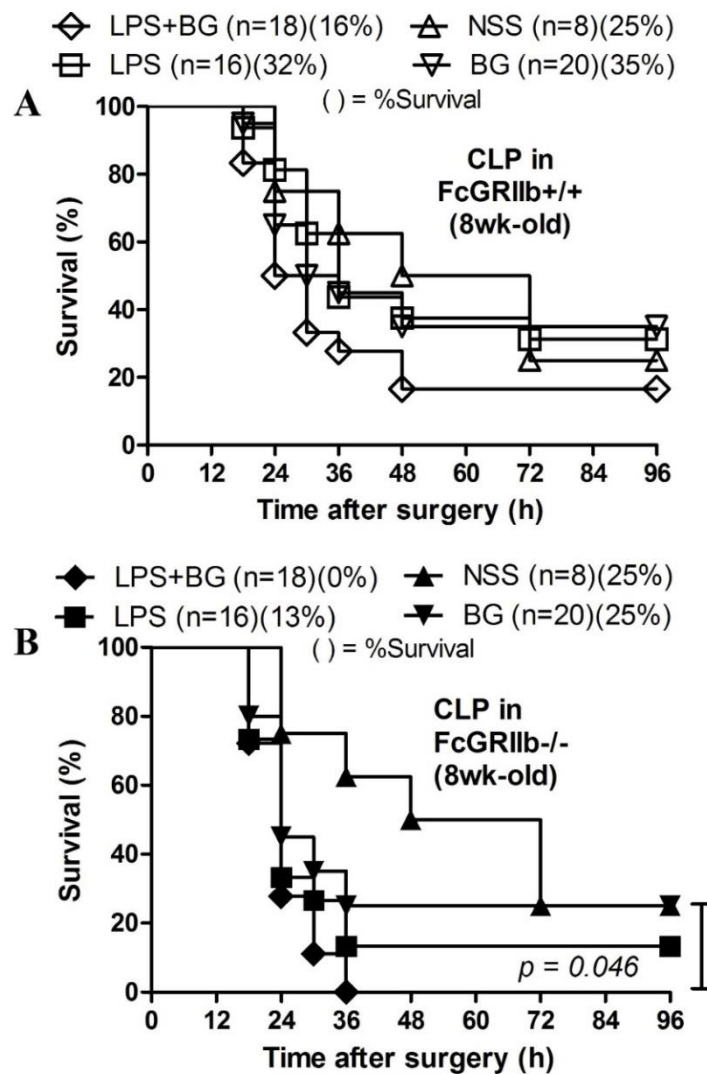 LPS+BG (n=18)(16%) NSS (n=8)(25%)
LPS (n=16)(32%) BG (n=20)(35%)
A
( ) = %Survival
CLP in
FcGRIIb+/+
(8wk-old)
Survival (%)
100
80
60
40
20
0
0 12 24 36 48 60 72 84 96
Time after surgery (h)
LPS+BG (n=18)(0%) NSS (n=8)(25%)
LPS (n=16)(13%) BG (n=20)(25%)
B
( ) = %Survival
CLP in
FcGRIIb-/-
(8wk-old)
Survival (%)
100
80
60
40
20
0
p = 0.046
0 12 24 36 48 60 72 84 96
Time after surgery (h)